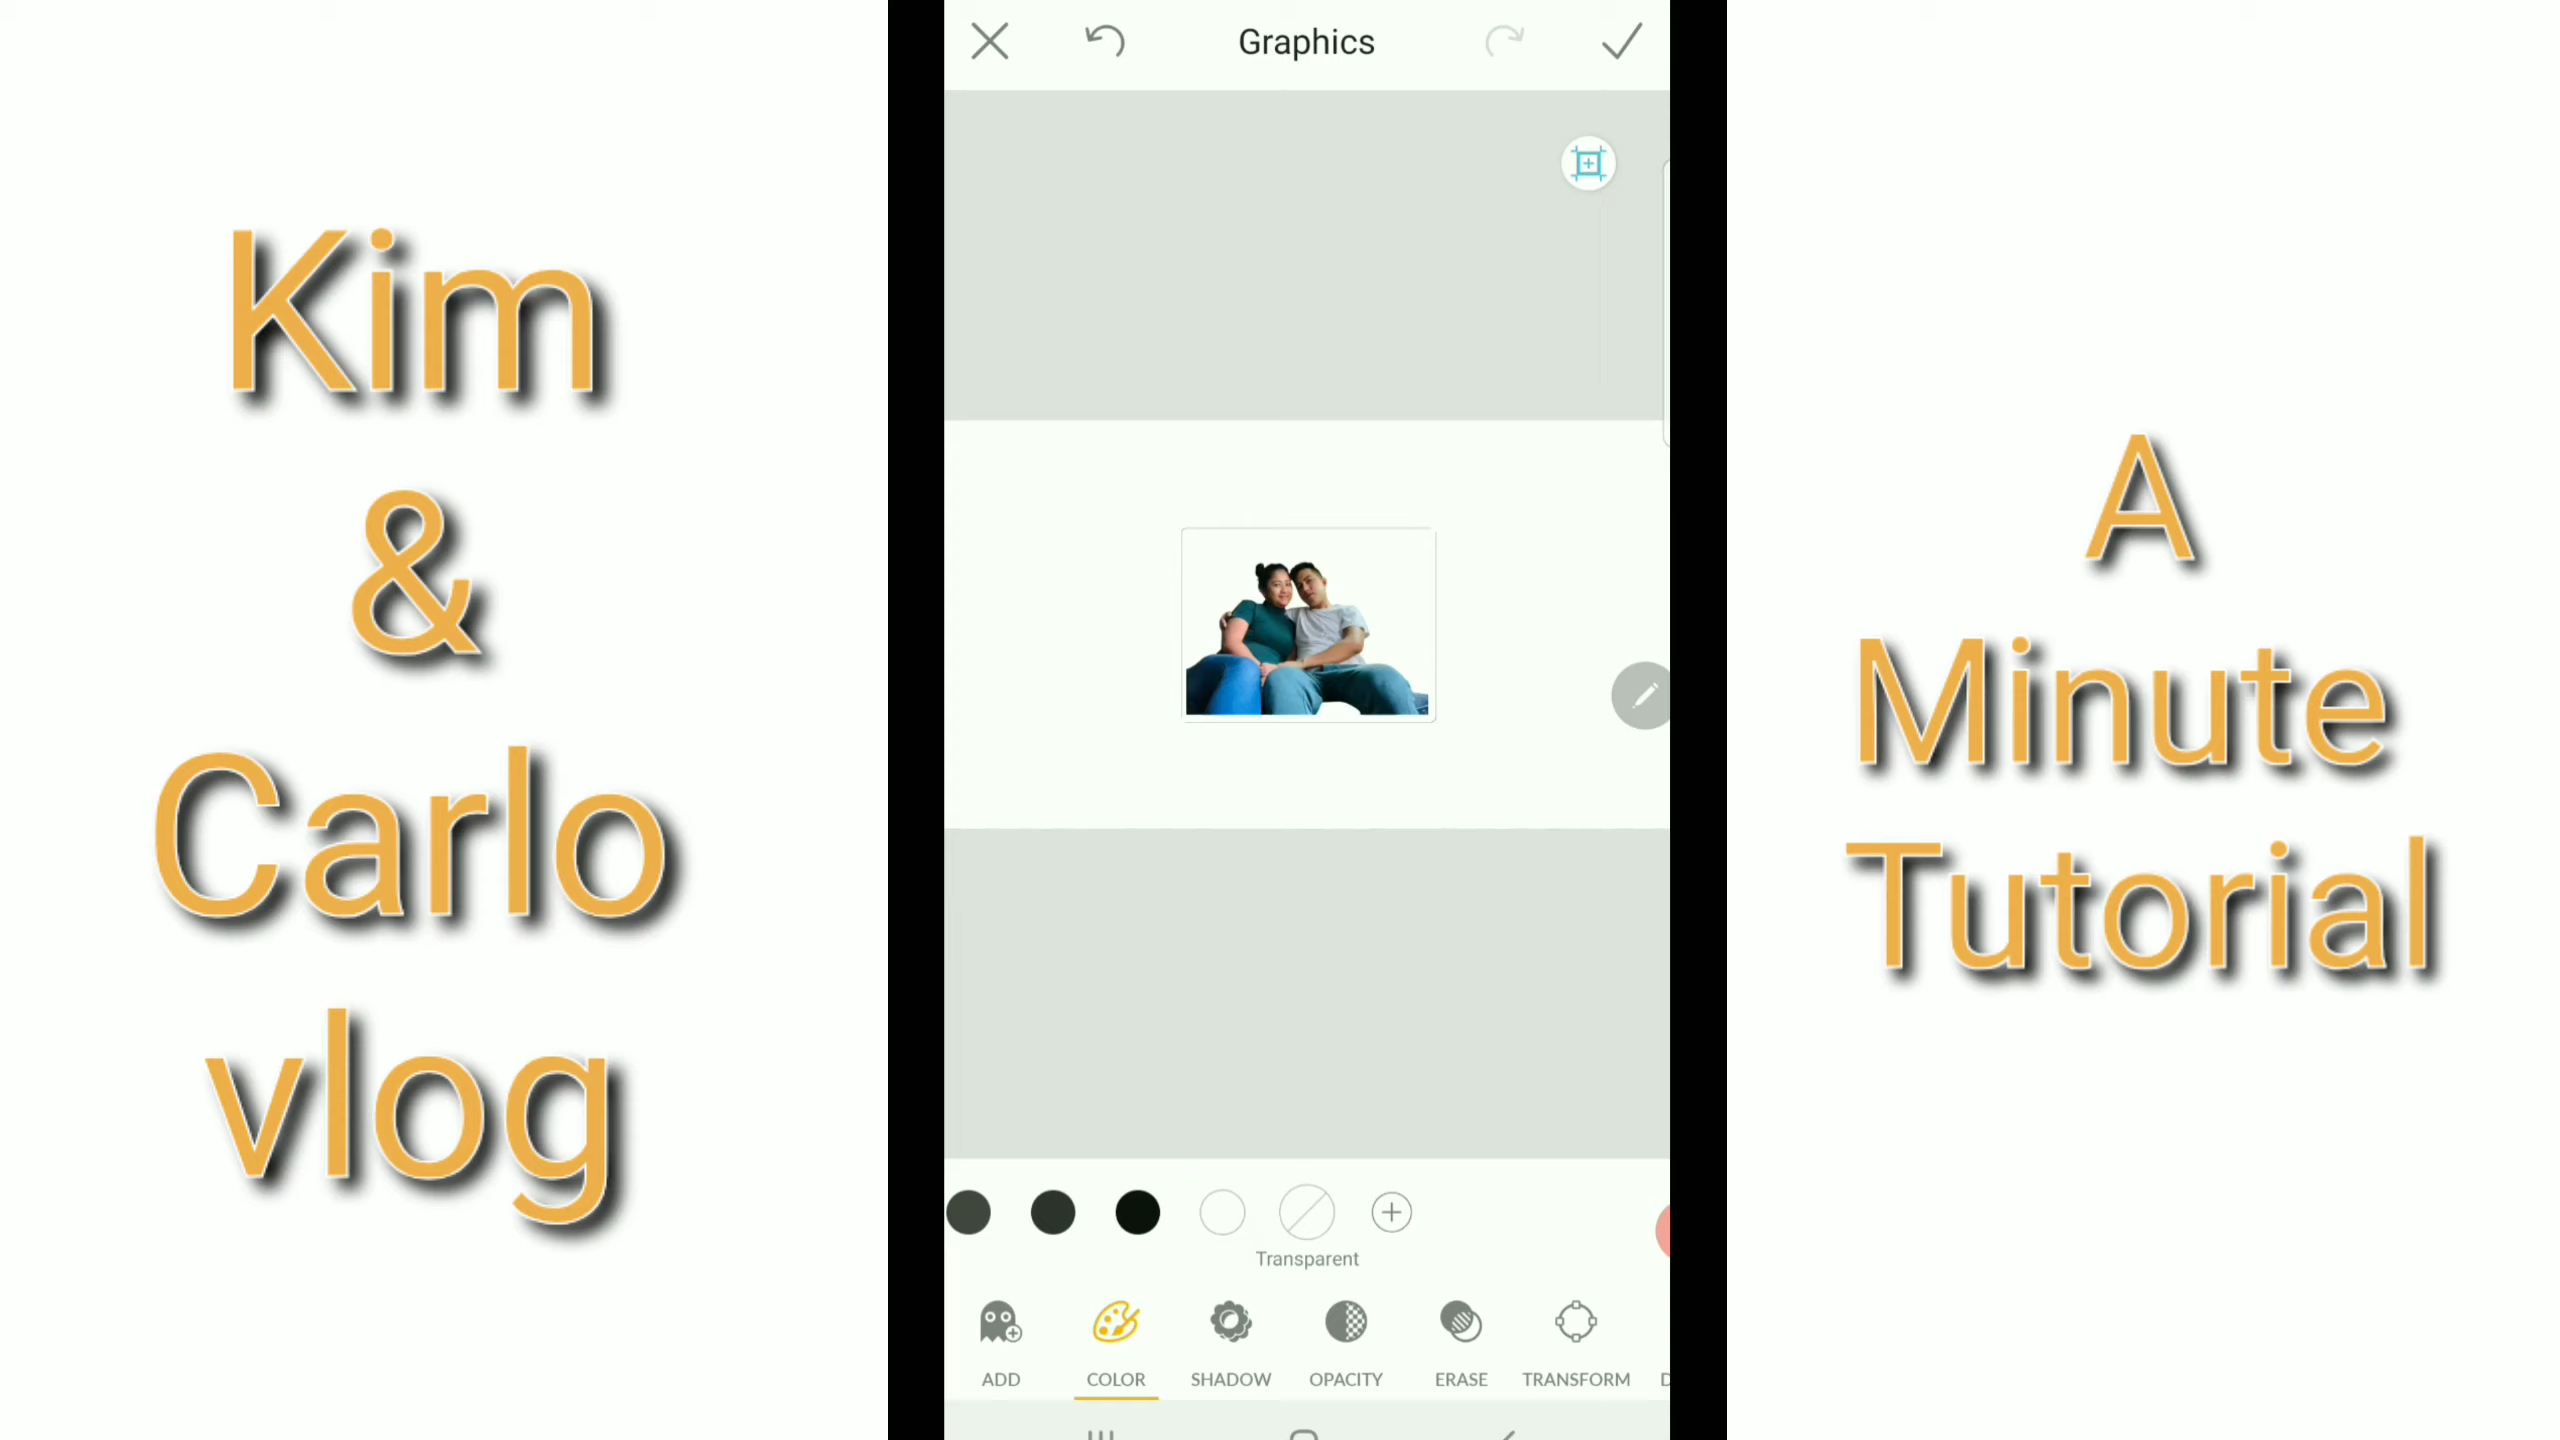 Kim
&
Carlo
vlog
Graphics
Transparent
ADD COLOR SHADOW OPACITY ERASE TRANSFORM
A
Minute
Tutorial